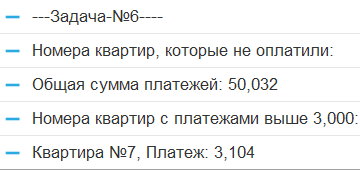 ---Задача-№6----
Номера квартир, которые не оплатили:
Общая сумма платежей: 50,032
Номера квартир с платежами выше 3,000:
Квартира №7, Платеж: 3,104